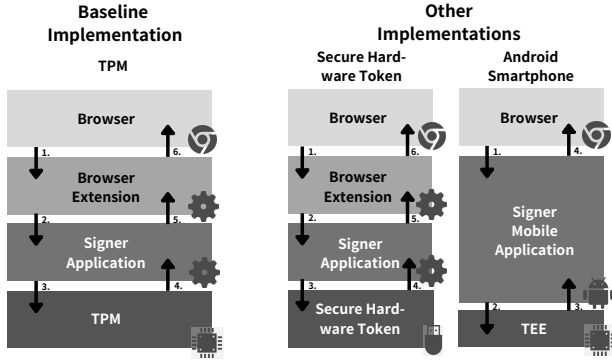 Baseline
Implementation
TPM
Browser
1.
6.
Browser
Extension
2.
5.
Signer
Application
3.
4.
TPM
Other
Implementations
Secure Hard-
ware Token
Browser
1.
6.
Browser
Extension
2.
5.
Signer
Application
3.
4.
Secure Hard-
ware Token
Android
Smartphone
Browser
1.
4.
Signer
Mobile
Application
2.
3.
TEE